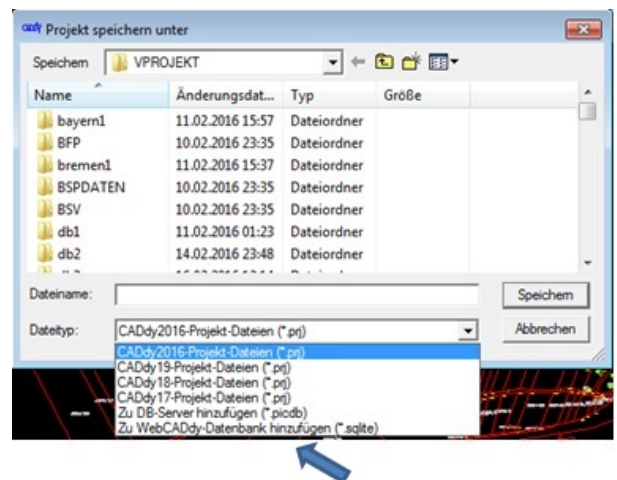 caddy Projekt speichern unter
Speichern VPROJEKT
Name Änderungsdat... Typ Größe
bayern1 11.02.2016 15:57 Dateiordner
BFP 10.02.2016 23:35 Dateiordner
bremen1 11.02.2016 15:37 Dateiordner
BSPDATEN 10.02.2016 23:35 Dateiordner
BSV 10.02.2016 23:35 Dateiordner
db1 11.02.2016 01:23 Dateiordner
db2 14.02.2016 23:48 Dateiordner
Dateiname: Speichern
Dateityp: CADdy2016-Projekt-Dateien (*.prj) Abbrechen
CADdy2016-Projekt-Dateien (*.prj)
CADdy19-Projekt-Dateien (*.prj)
CADdy18-Projekt-Dateien (*.prj)
CADdy17-Projekt-Dateien (*.prj)
Zu DB-Server hinzufügen (*.picdb)
Zu WebCADdy-Datenbank hinzufügen (*.sqlite)